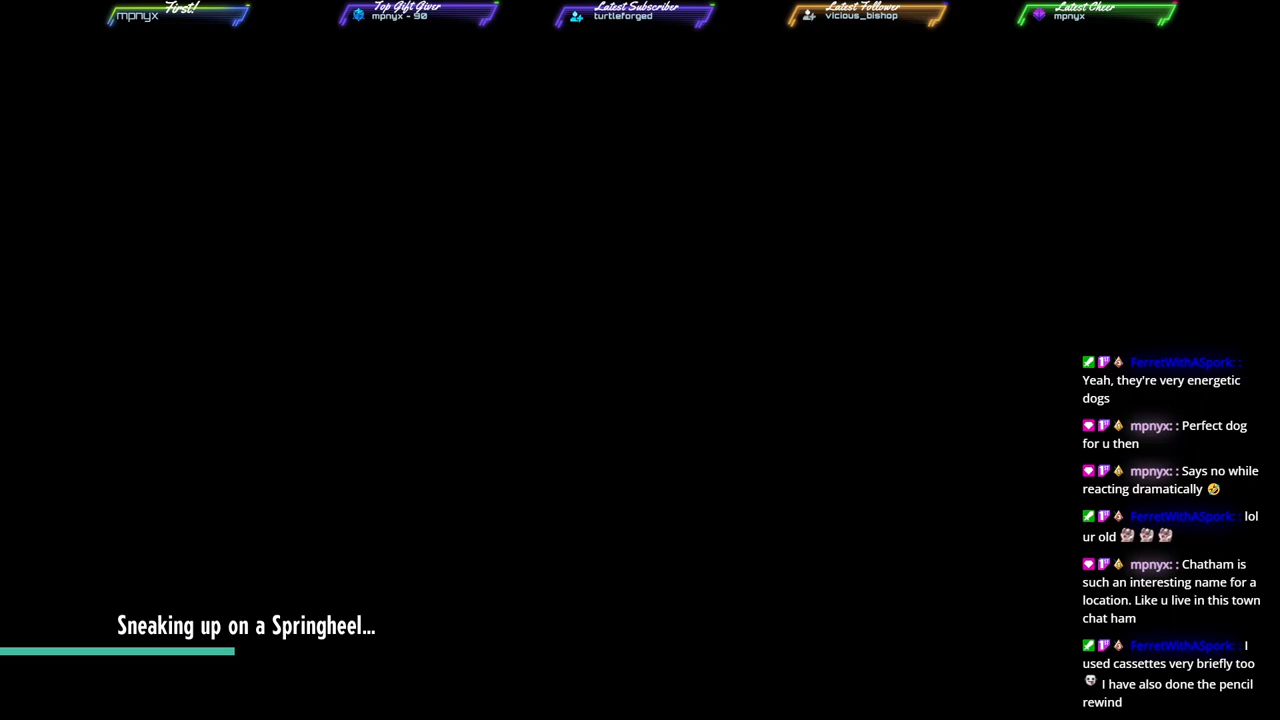 First!
mpnyx
Top Gift Giver
mpnyx - 90
Latest Subscriber
turtleforged
Latest Follower
vicious_bishop
Latest Cheer
mpnyx
FerretWithASpork: :
Yeah, they're very energetic
dogs
mpnyx: : Perfect dog
for u then
mpnyx: : Says no while
reacting dramatically 🤣
FerretWithASpork: : lol
ur old
mpnyx: : Chatham is
such an interesting name for a
location. Like u live in this town
chat ham
FerretWithASpork: : I
used cassettes very briefly too
I have also done the pencil
rewind
Sneaking up on a Springheel...